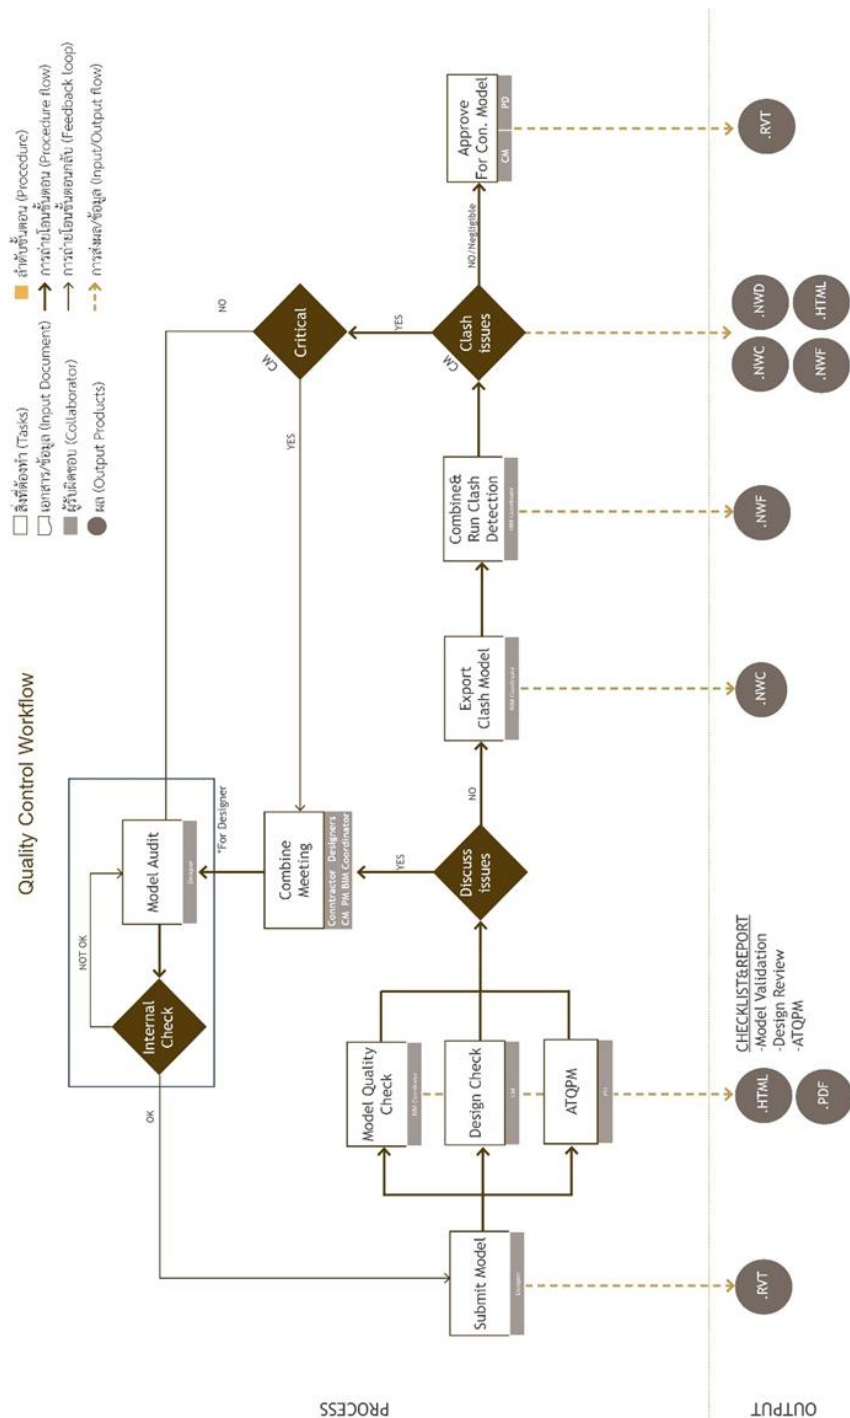 Quality Control Workflow
สิ่งที่ต้องทำ (Tasks)
เอกสาร/ข้อมูล (Input Document)
ผู้รับผิดชอบ (Collaborator)
ผล (Output Products)
ลำดับขั้นตอน (Procedure)
การถ่ายโอนขั้นตอน (Procedure flow)
การถ่ายโอนขั้นตอนกลับ (Feedback loop)
การส่งผล/ข้อมูล (Input/Output flow)
PROCESS
OK
Internal
Check
NOT OK
Model Audit
Designer
*For Designer
NO
Combine
Meeting
Conntractor Designers
CM PM BIM Coordinator
YES
Critical
CM
YES
YES
Submit Model
Designer
Model Quality
Check
BIM Coordinator
Design Check
CM
ATQPM
Discuss
issues
NO
Export
Clash Model
BIM Coordinator
Combine&
Run Clash
Detection
BIM Coordinator
Clash
issues
CM
NO/Negligible
Approve
For Con. Model
CM
PD
OUTPUT
.RVT
.HTML
.PDF
CHECKLIST&REPORT
-Model Validation
-Design Review
-ATQPM
.NWC
.NWF
.NWC
.NWD
.NWF
.HTML
.RVT